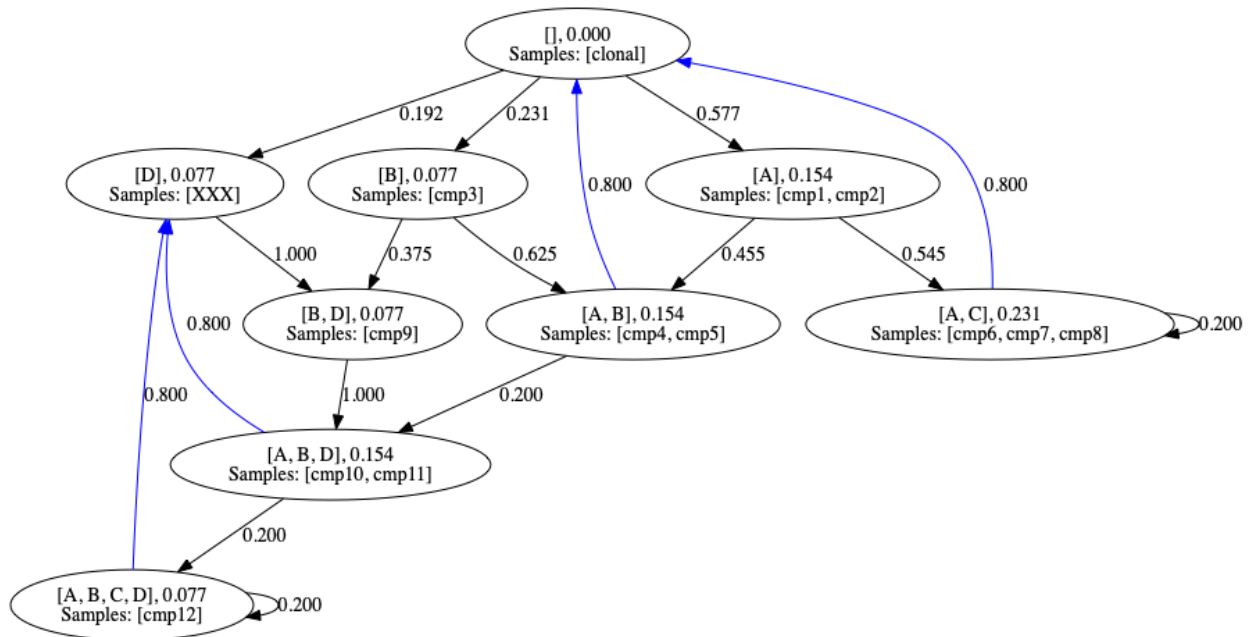 [], 0.000
Samples: [clonal]
0.192
0.231
0.577
[D], 0.077
Samples: [XXX]
[B], 0.077
Samples: [cmp3]
0.800
[A], 0.154
Samples: [cmp1, cmp2]
0.800
1.000
0.375
0.625
0.455
0.545
0.800
[B, D], 0.077
Samples: [cmp9]
[A, B], 0.154
Samples: [cmp4, cmp5]
[A, C], 0.231
Samples: [cmp6, cmp7, cmp8]
0.200
0.800
1.000
0.200
[A, B, D], 0.154
Samples: [cmp10, cmp11]
0.200
[A, B, C, D], 0.077
Samples: [cmp12]
0.200